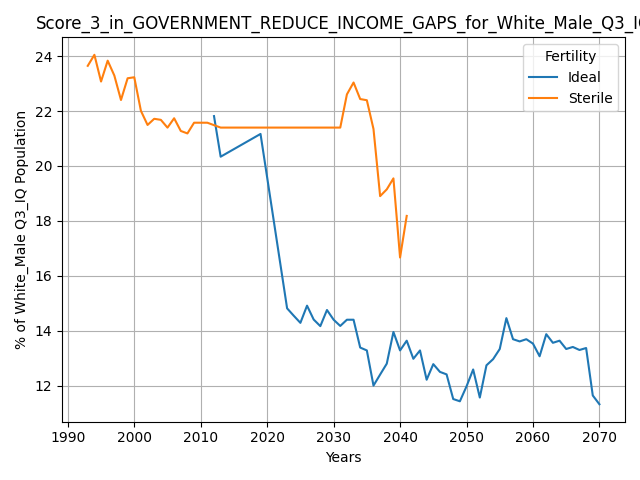 Score_3_in_GOVERNMENT_REDUCE_INCOME_GAPS_for_White_Male_Q3_IQ
Fertility
Ideal
Sterile
% of White_Male Q3_IQ Population
24
22
20
18
16
14
12
1990 2000 2010 2020 2030 2040 2050 2060 2070
Years